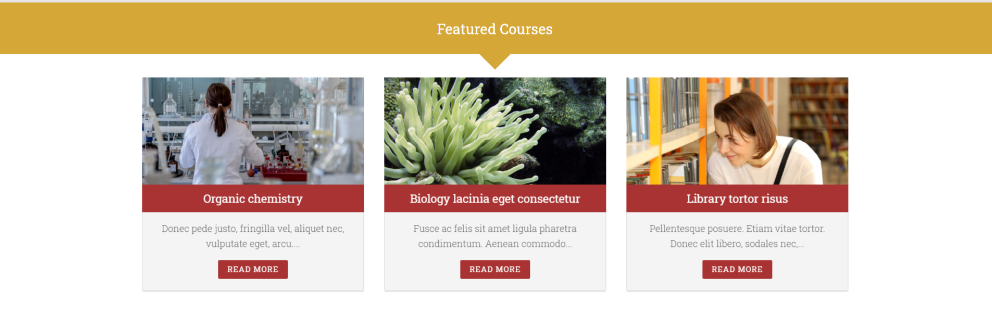 Featured Courses
Organic chemistry
Donec pede justo, fringilla vel, aliquet nec,
vulputate eget, arcu....
READ MORE
Biology lacinia eget consectetur
Fusce ac felis sit amet ligula pharetra
condimentum. Aenean commodo...
READ MORE
Library tortor risus
Pellentesque posuere. Etiam vitae tortor.
Donec elit libero, sodales nec,...
READ MORE